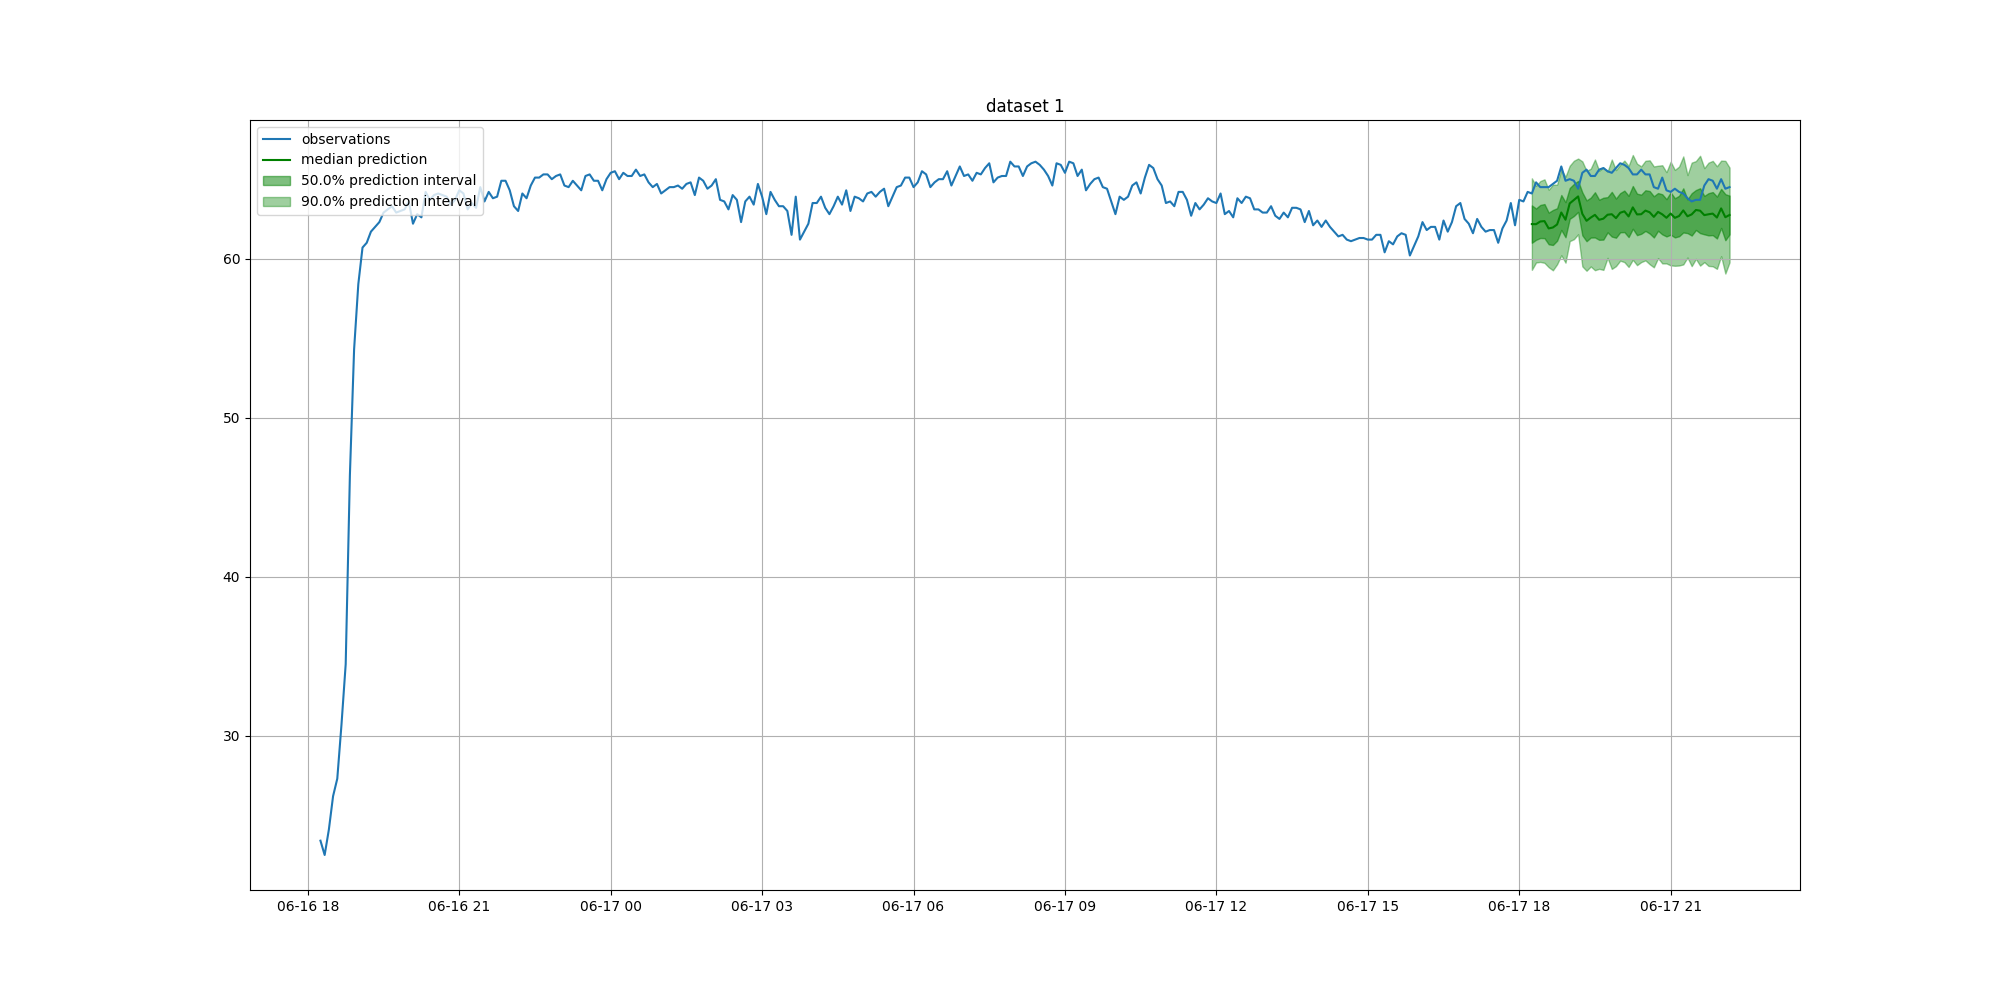 dataset 1
observations
median prediction
50.0% prediction interval
90.0% prediction interval
60
50
40
30
06-16 18
06-16 21
06-17 00
06-17 03
06-17 06
06-17 09
06-17 12
06-17 15
06-17 18
06-17 21